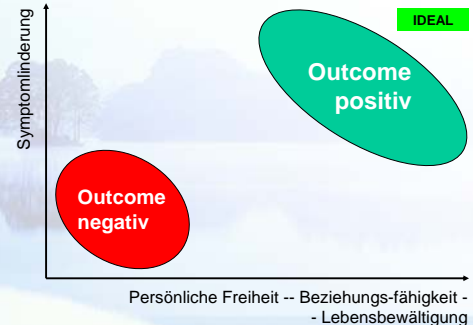 IDEAL
Symptomlinderung
Outcome
positiv
Outcome
negativ
Persönliche Freiheit -- Beziehungs-fähigkeit -
- Lebensbewältigung